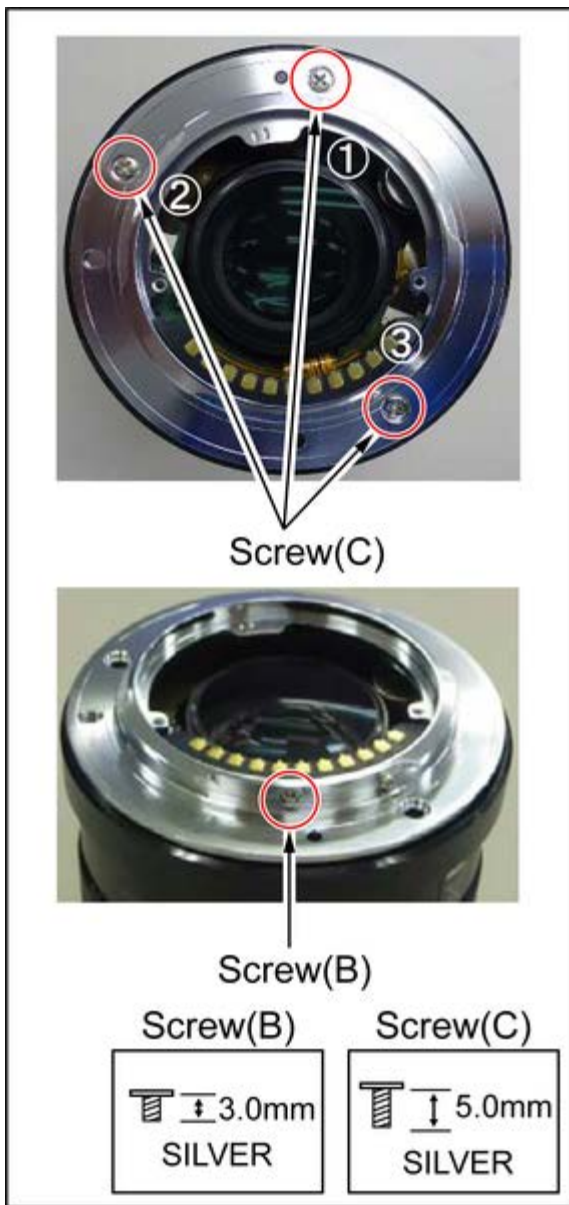 ①
②
③
Screw(C)
Screw(B)
Screw(B) Screw(C)
3.0mm 5.0mm
SILVER SILVER